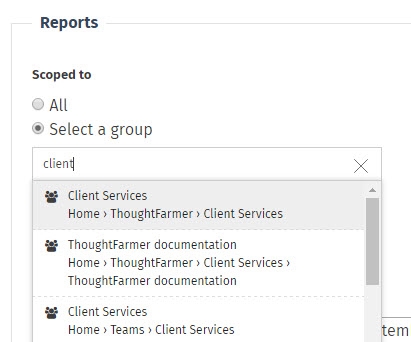 Reports
Scoped to
All
Select a group
client
Client Services
Home › ThoughtFarmer › Client Services
ThoughtFarmer documentation
Home › ThoughtFarmer › Client Services ›
ThoughtFarmer documentation
Client Services
Home › Teams › Client Services
tem